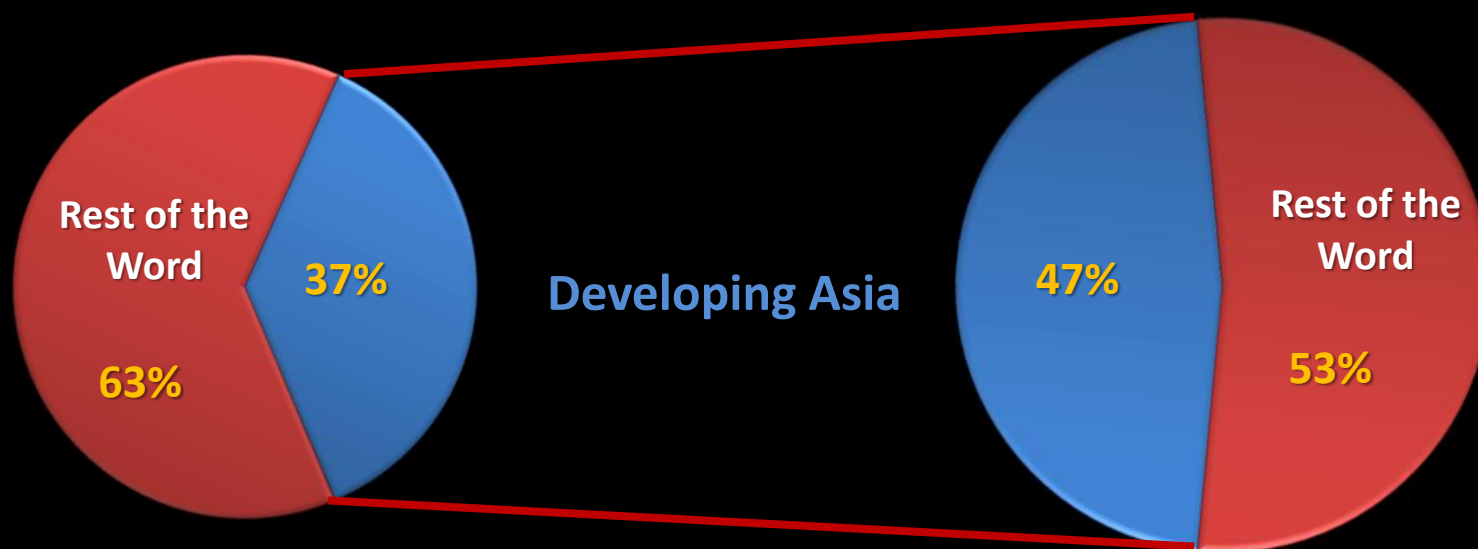 Rest of the
Word
37%
63%
Developing Asia
47%
Rest of the
Word
53%